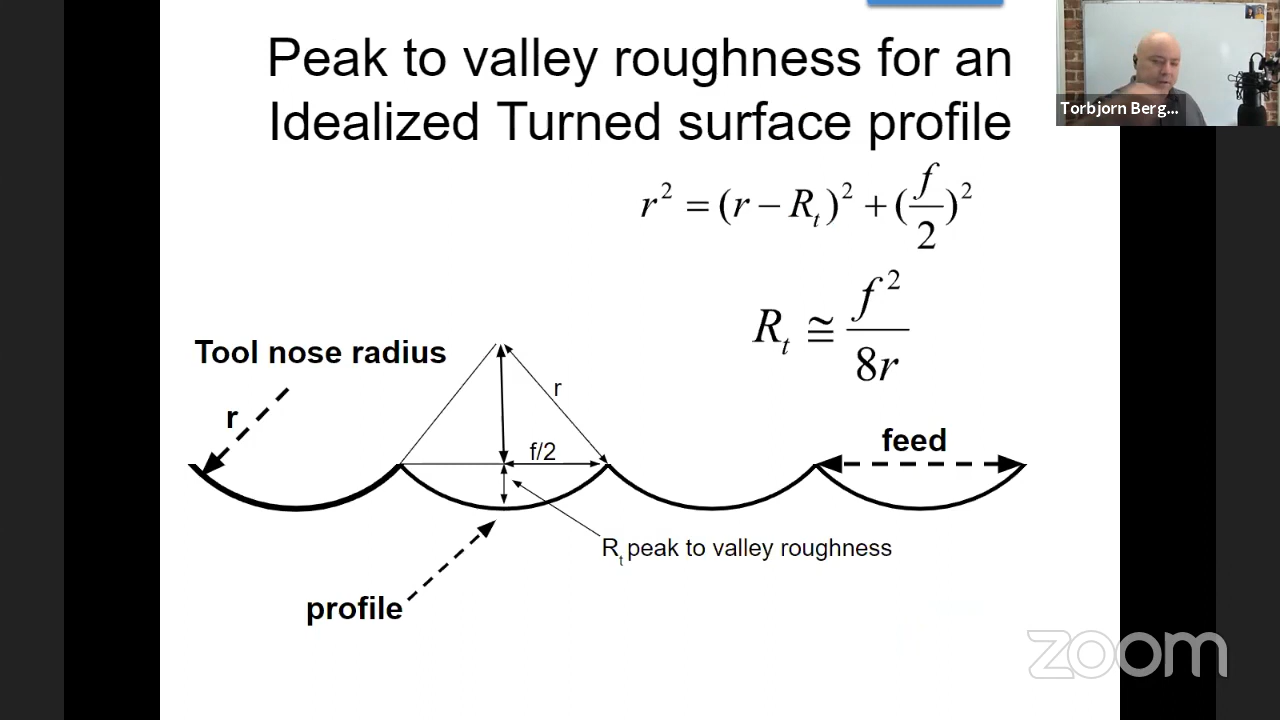 Peak to valley roughness for an
Idealized Turned surface profile
Torbjorn Berg...
r² = (r − Rₜ)² + (f/2)²
Rₜ ≅ f²/8r
Tool nose radius
r
r
f/2
feed
Rₜ peak to valley roughness
profile
zoom